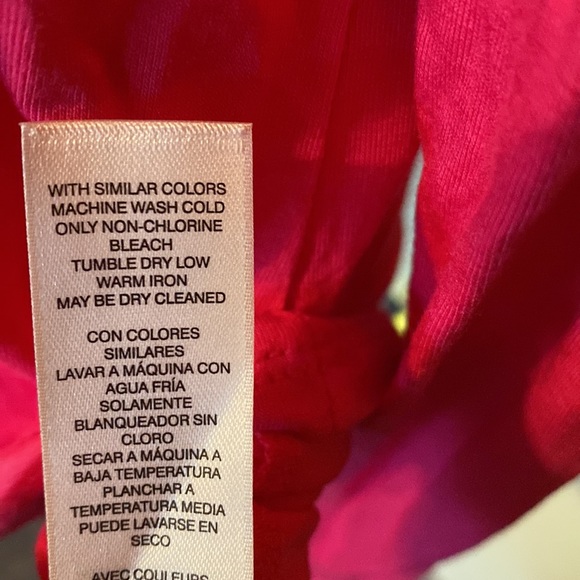 WITH SIMILAR COLORS
MACHINE WASH COLD
ONLY NON-CHLORINE
BLEACH
TUMBLE DRY LOW
WARM IRON
MAY BE DRY CLEANED
CON COLORES
SIMILARES
LAVAR A MÁQUINA CON
AGUA FRÍA
SOLAMENTE
BLANQUEADOR SIN
CLORO
SECAR A MÁQUINA A
BAJA TEMPERATURA
PLANCHAR A
TEMPERATURA MEDIA
PUEDE LAVARSE EN
SECO
AVEC COULEURS